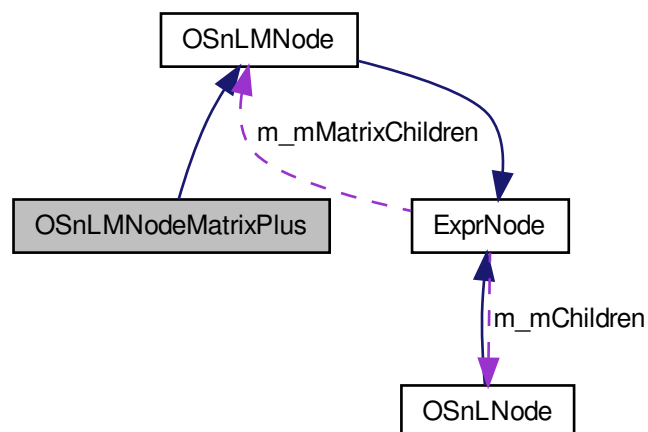 OSnLMNode
m_mMatrixChildren
OSnLMNodeMatrixPlus
ExprNode
m_mChildren
OSnLNode